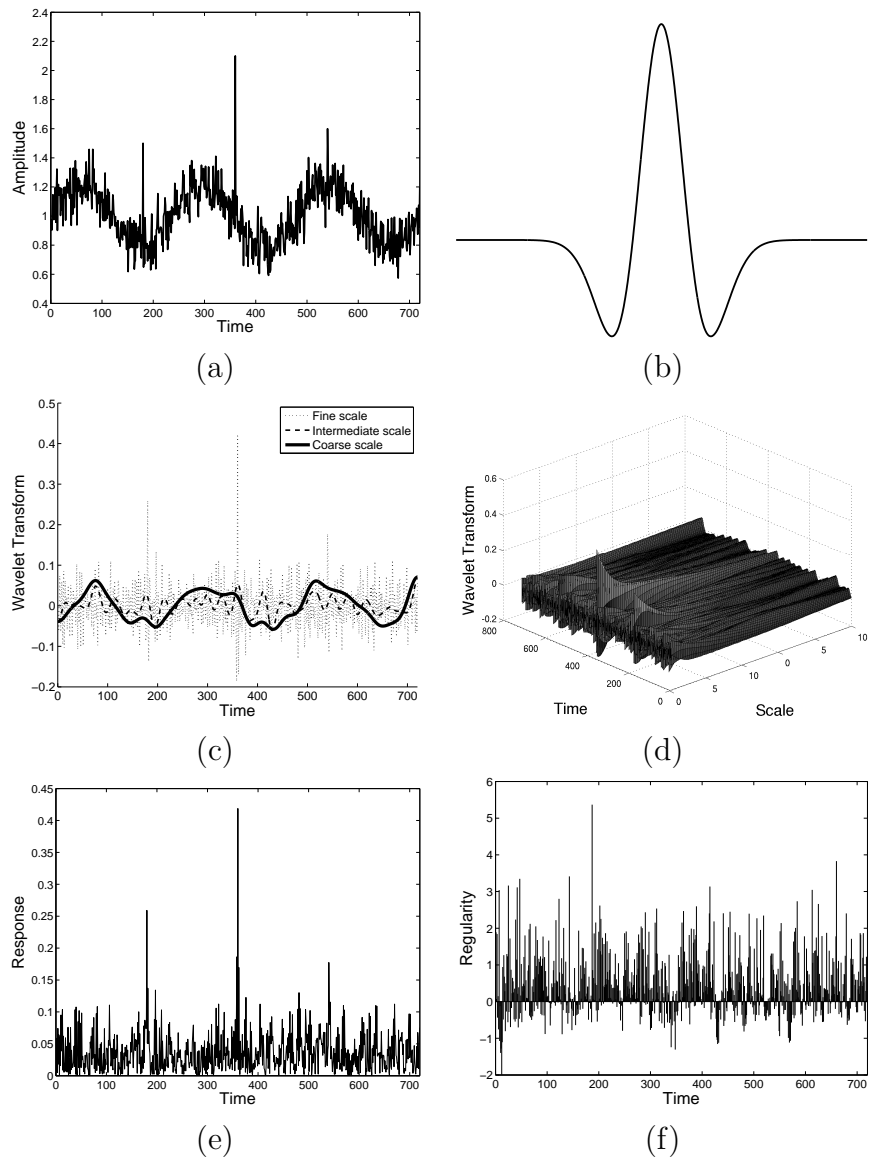 2.4
2.2
2
1.8
1.6
1.4
1.2
1
0.8
0.6
0.4
Amplitude
0 100 200 300 400 500 600 700
Time
(a)
(b)
0.5
0.4
0.3
0.2
0.1
0
−0.1
−0.2
Wavelet Transform
Fine scale
Intermediate scale
Coarse scale
0 100 200 300 400 500 600 700
Time
(c)
0.6
0.4
0.2
0
-0.2
Wavelet Transform
800
600
400
200
0
Time
0
5
10
0
5
10
Scale
(d)
0.45
0.4
0.35
0.3
0.25
0.2
0.15
0.1
0.05
0
Response
0 100 200 300 400 500 600 700
Time
(e)
6
5
4
3
2
1
0
−1
−2
Regularity
0 100 200 300 400 500 600 700
Time
(f)